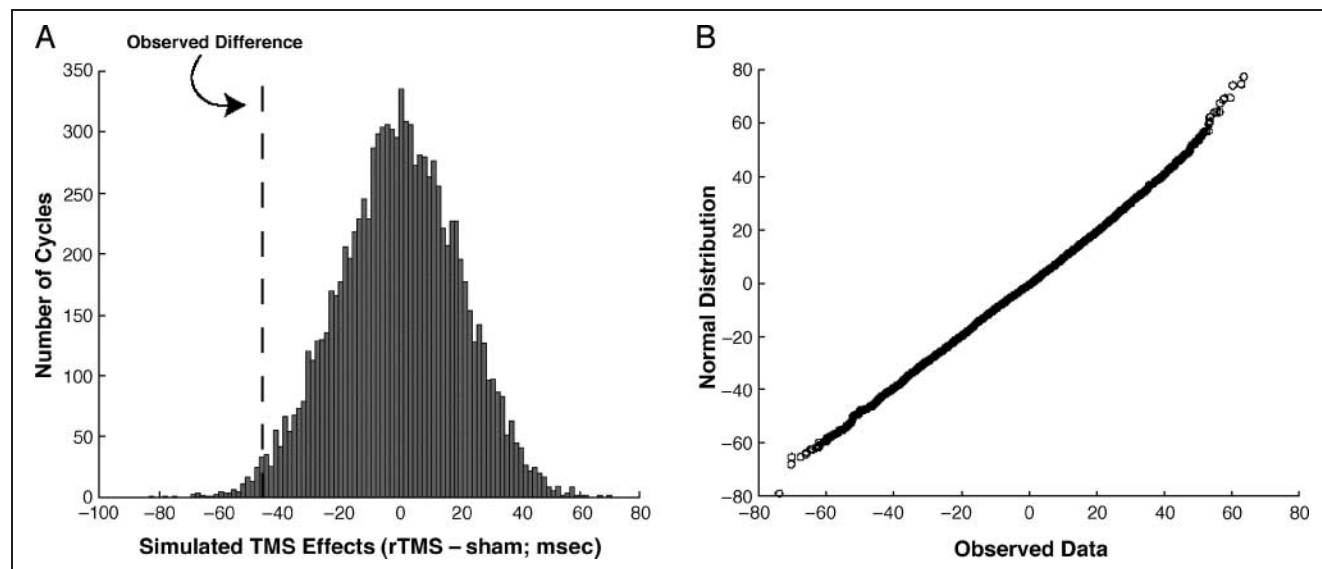 A
Observed Difference
350
300
250
200
150
100
50
0
Number of Cycles
−100 −80 −60 −40 −20 0 20 40 60 80
Simulated TMS Effects (rTMS – sham; msec)
B
80
60
40
20
0
−20
−40
−60
−80
Normal Distribution
−80 −60 −40 −20 0 20 40 60 80
Observed Data